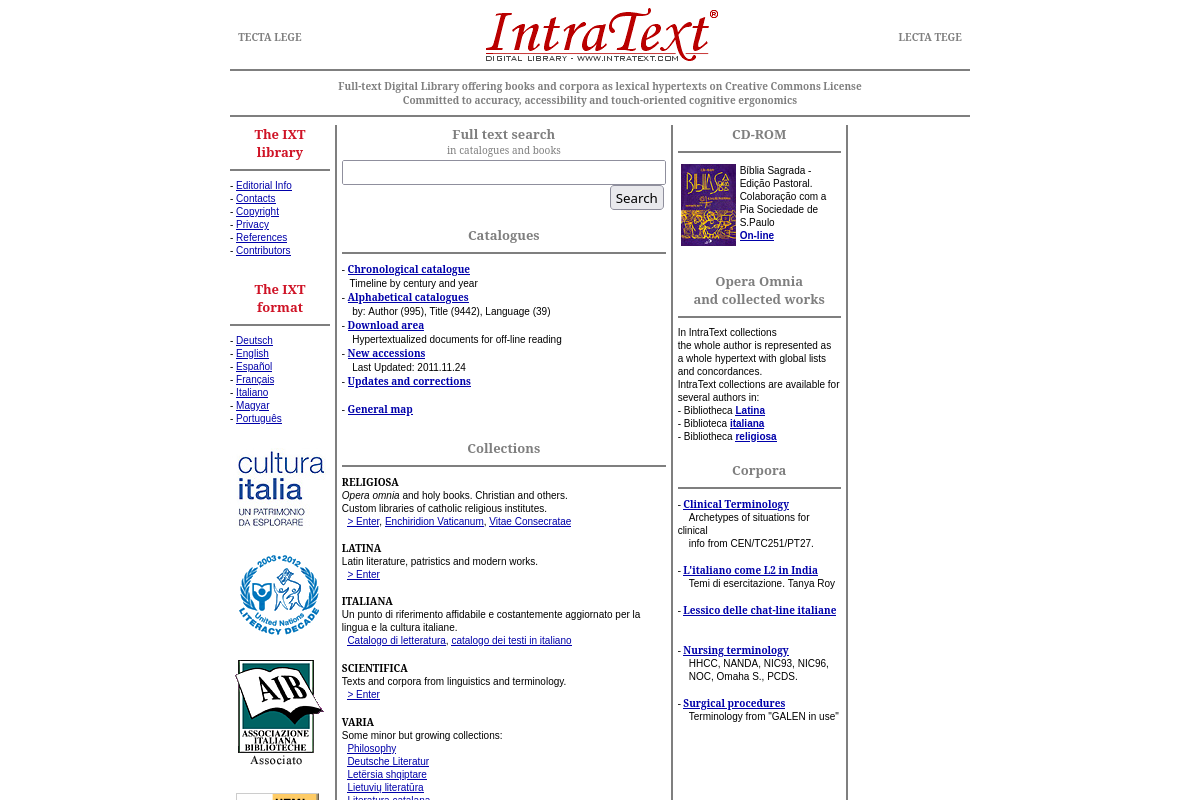 TECTA LEGE
IntraText®
DIGITAL LIBRARY - WWW.INTRATEXT.COM
LECTA TEGE
Full-text Digital Library offering books and corpora as lexical hypertexts on Creative Commons License
Committed to accuracy, accessibility and touch-oriented cognitive ergonomics
The IXT
library
- Editorial Info
- Contacts
- Copyright
- Privacy
- References
- Contributors
The IXT
format
- Deutsch
- English
- Español
- Français
- Italiano
- Magyar
- Português
cultura
italia
UN PATRIMONIO
DA ESPLORARE
2003•2012
United Nations
LITERACY DECADE
AIB
ASSOCIAZIONE
ITALIANA
BIBLIOTECHE
Associato
Full text search
in catalogues and books
Search
Catalogues
- Chronological catalogue
Timeline by century and year
- Alphabetical catalogues
by: Author (995), Title (9442), Language (39)
- Download area
Hypertextualized documents for off-line reading
- New accessions
Last Updated: 2011.11.24
- Updates and corrections
- General map
Collections
RELIGIOSA
Opera omnia and holy books. Christian and others.
Custom libraries of catholic religious institutes.
> Enter, Enchiridion Vaticanum, Vitae Consecratae
LATINA
Latin literature, patristics and modern works.
> Enter
ITALIANA
Un punto di riferimento affidabile e costantemente aggiornato per la
lingua e la cultura italiane.
Catalogo di letteratura, catalogo dei testi in italiano
SCIENTIFICA
Texts and corpora from linguistics and terminology.
> Enter
VARIA
Some minor but growing collections:
Philosophy
Deutsche Literatur
Letërsia shqiptare
Lietuvių literatūra
Literatura catalana
CD-ROM
Bíblia Sagrada -
Edição Pastoral.
Colaboração com a
Pia Sociedade de
S.Paulo
On-line
Opera Omnia
and collected works
In IntraText collections
the whole author is represented as
a whole hypertext with global lists
and concordances.
IntraText collections are available for
several authors in:
- Bibliotheca Latina
- Biblioteca italiana
- Bibliotheca religiosa
Corpora
- Clinical Terminology
Archetypes of situations for
clinical
info from CEN/TC251/PT27.
- L'italiano come L2 in India
Temi di esercitazione. Tanya Roy
- Lessico delle chat-line italiane
- Nursing terminology
HHCC, NANDA, NIC93, NIC96,
NOC, Omaha S., PCDS.
- Surgical procedures
Terminology from "GALEN in use"